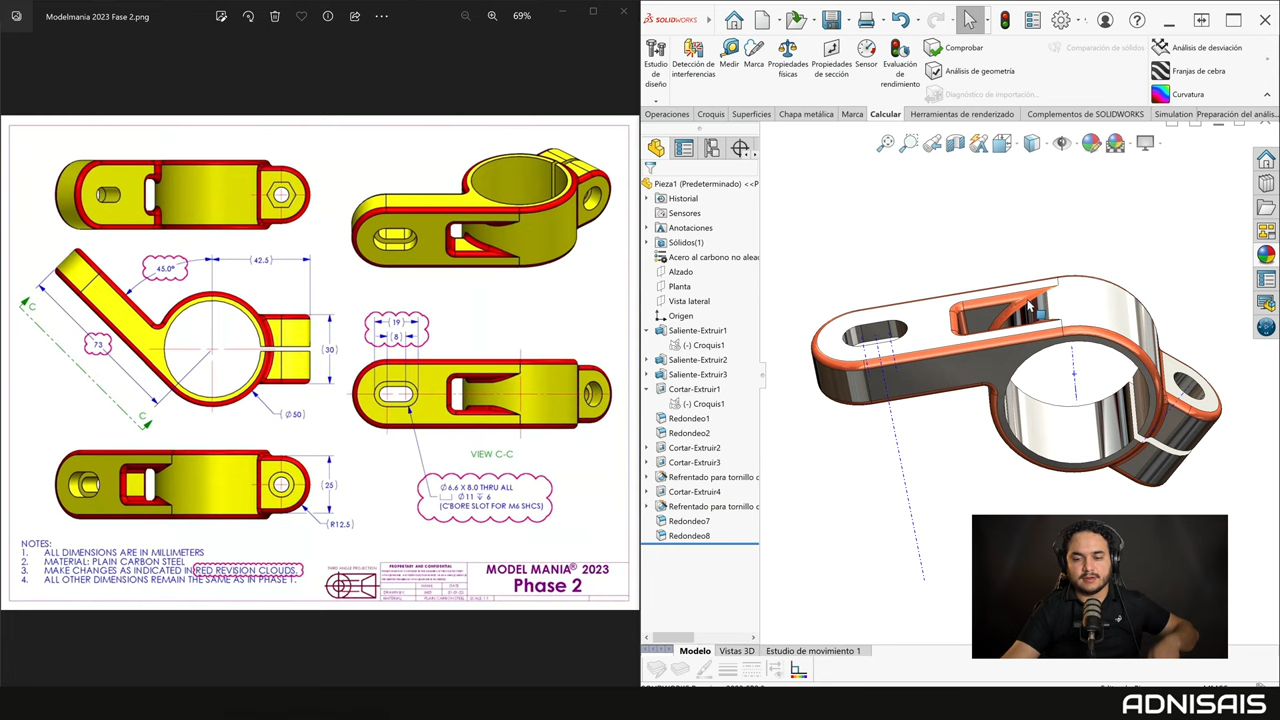 Modelmania 2023 Fase 2.png
69%
SOLIDWORKS
Estudio de diseño
Detección de interferencias
Medir
Marca
Propiedades físicas
Propiedades de sección
Sensor
Evaluación de rendimiento
Comprobar
Análisis de geometría
Diagnóstico de importación...
Comparación de sólidos
Análisis de desviación
Franjas de cebra
Curvatura
Operaciones
Croquis
Superficies
Chapa metálica
Marca
Calcular
Herramientas de renderizado
Complementos de SOLIDWORKS
Simulation
Preparación del análisis
Pieza1 (Predeterminado) <<P
Historial
Sensores
Anotaciones
Sólidos(1)
Acero al carbono no alea
Alzado
Planta
Vista lateral
Origen
Saliente-Extruir1
(-) Croquis1
Saliente-Extruir2
Saliente-Extruir3
Cortar-Extruir1
(-) Croquis1
Redondeo1
Redondeo2
Cortar-Extruir2
Cortar-Extruir3
Refrentado para tornillo d
Cortar-Extruir4
Refrentado para tornillo d
Redondeo7
Redondeo8
Modelo
Vistas 3D
Estudio de movimiento 1
45.0°
42.5
C
73
(30)
(Ø50)
C
19
(8)
VIEW C-C
(25)
(R12.5)
Ø6.6 X 8.0 THRU ALL
Ø11 ↧ 6
(C'BORE SLOT FOR M6 SHCS)
NOTES:
1. ALL DIMENSIONS ARE IN MILLIMETERS
2. MATERIAL: PLAIN CARBON STEEL
3. MAKE CHANGES AS INDICATED IN RED REVISION CLOUDS.
4. ALL OTHER DIMENSIONS REMAIN THE SAME AS IN PHASE 1.
THIRD ANGLE PROJECTION
PROPRIETARY AND CONFIDENTIAL
MODEL MANIA® 2023
Phase 2
ADNISAIS